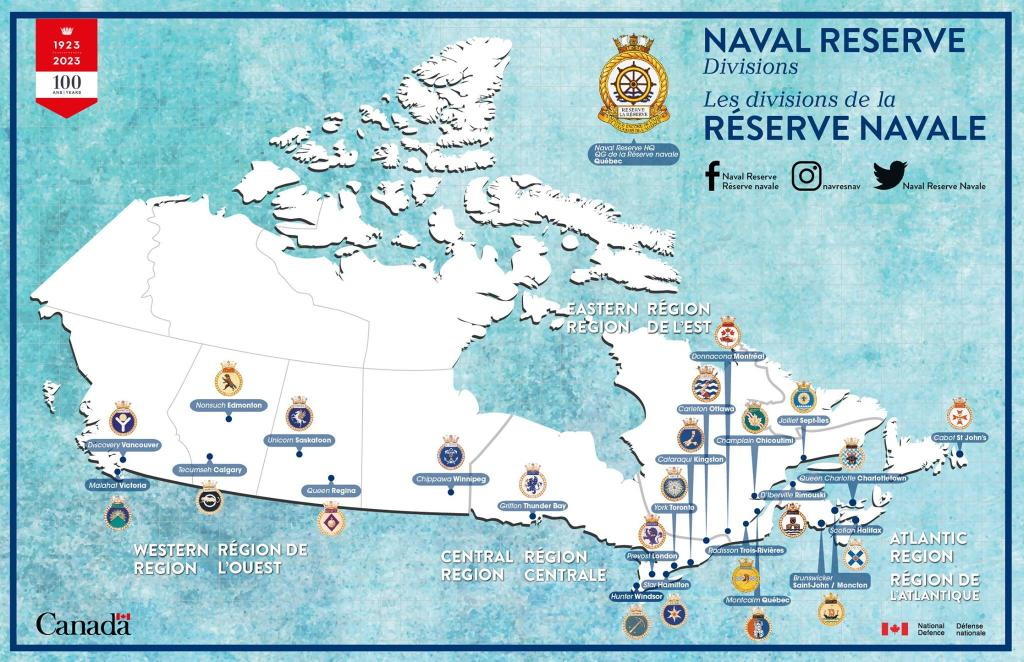 1923
2023
100
ANS | YEARS
NAVAL RESERVE
Divisions
Les divisions de la
RÉSERVE NAVALE
RESERVE
LA RÉSERVE
Naval Reserve HQ
QG de la Réserve navale
Québec
Naval Reserve
Réserve navale
navresnav
Naval Reserve Navale
EASTERN RÉGION
REGION DE L'EST
Donnacona Montréal
Nonsuch Edmonton
Carleton Ottawa
Joliet Sept-Îles
Discovery Vancouver
Unicorn Saskatoon
Champlain Chicoutimi
Cabot St John's
Cataraqui Kingston
Tecumseh Calgary
Malahat Victoria
Queen Regina
Chippawa Winnipeg
Queen Charlotte Charlottetown
D'Iberville Rimouski
Griffon Thunder Bay
York Toronto
Scotian Halifax
Prevost London
Radisson Trois-Rivières
Star Hamilton
Hunter Windsor
Montcalm Québec
Brunswicker
Saint-John / Moncton
WESTERN RÉGION DE
REGION L'OUEST
CENTRAL RÉGION
REGION CENTRALE
ATLANTIC
REGION
RÉGION DE
L'ATLANTIQUE
Canada
National Défense
Defence nationale